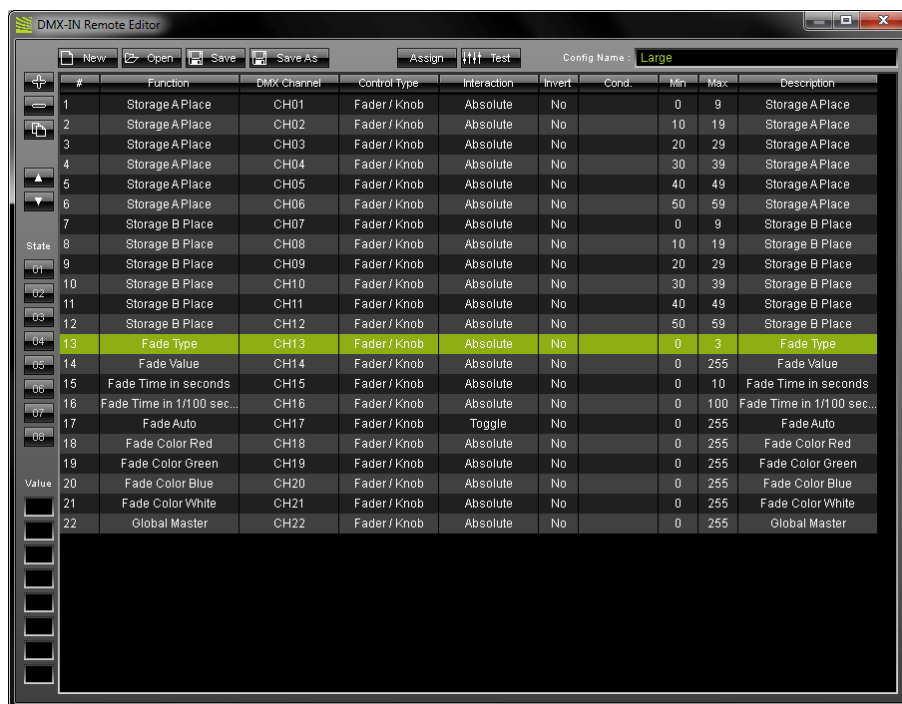 DMX-IN Remote Editor
New Open Save Save As Assign Test Config Name : Large
# Function DMX Channel Control Type Interaction Invert Cond. Min Max Description
1 Storage A Place CH01 Fader / Knob Absolute No 0 9 Storage A Place
2 Storage A Place CH02 Fader / Knob Absolute No 10 19 Storage A Place
3 Storage A Place CH03 Fader / Knob Absolute No 20 29 Storage A Place
4 Storage A Place CH04 Fader / Knob Absolute No 30 39 Storage A Place
5 Storage A Place CH05 Fader / Knob Absolute No 40 49 Storage A Place
6 Storage A Place CH06 Fader / Knob Absolute No 50 59 Storage A Place
7 Storage B Place CH07 Fader / Knob Absolute No 0 9 Storage B Place
8 Storage B Place CH08 Fader / Knob Absolute No 10 19 Storage B Place
9 Storage B Place CH09 Fader / Knob Absolute No 20 29 Storage B Place
10 Storage B Place CH10 Fader / Knob Absolute No 30 39 Storage B Place
11 Storage B Place CH11 Fader / Knob Absolute No 40 49 Storage B Place
12 Storage B Place CH12 Fader / Knob Absolute No 50 59 Storage B Place
13 Fade Type CH13 Fader / Knob Absolute No 0 3 Fade Type
14 Fade Value CH14 Fader / Knob Absolute No 0 255 Fade Value
15 Fade Time in seconds CH15 Fader / Knob Absolute No 0 10 Fade Time in seconds
16 Fade Time in 1/100 sec... CH16 Fader / Knob Absolute No 0 100 Fade Time in 1/100 sec...
17 Fade Auto CH17 Fader / Knob Toggle No 0 255 Fade Auto
18 Fade Color Red CH18 Fader / Knob Absolute No 0 255 Fade Color Red
19 Fade Color Green CH19 Fader / Knob Absolute No 0 255 Fade Color Green
20 Fade Color Blue CH20 Fader / Knob Absolute No 0 255 Fade Color Blue
21 Fade Color White CH21 Fader / Knob Absolute No 0 255 Fade Color White
22 Global Master CH22 Fader / Knob Absolute No 0 255 Global Master
State
01
02
03
04
05
06
07
08
Value